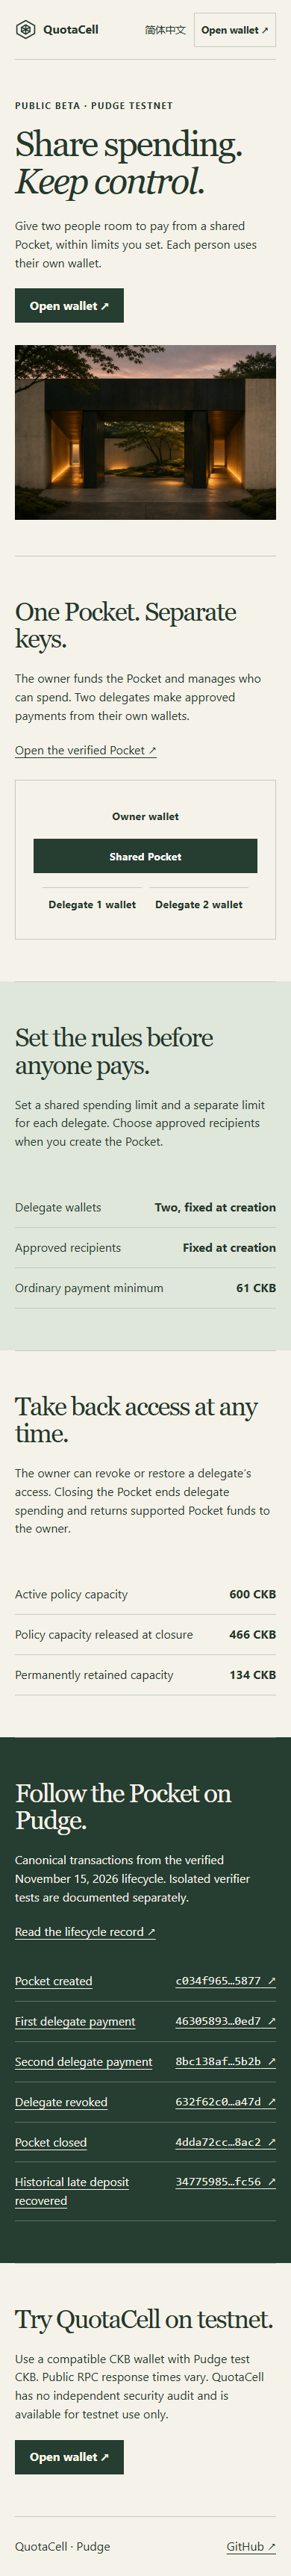 QuotaCell
简体中文
Open wallet ↗
PUBLIC BETA · PUDGE TESTNET
Share spending.
Keep control.
Give two people room to pay from a shared
Pocket, within limits you set. Each person uses
their own wallet.
Open wallet ↗
One Pocket. Separate
keys.
The owner funds the Pocket and manages who
can spend. Two delegates make approved
payments from their own wallets.
Open the verified Pocket ↗
Owner wallet
Shared Pocket
Delegate 1 wallet
Delegate 2 wallet
Set the rules before
anyone pays.
Set a shared spending limit and a separate limit
for each delegate. Choose approved recipients
when you create the Pocket.
Delegate wallets
Two, fixed at creation
Approved recipients
Fixed at creation
Ordinary payment minimum
61 CKB
Take back access at any
time.
The owner can revoke or restore a delegate’s
access. Closing the Pocket ends delegate
spending and returns supported Pocket funds to
the owner.
Active policy capacity
600 CKB
Policy capacity released at closure
466 CKB
Permanently retained capacity
134 CKB
Follow the Pocket on
Pudge.
Canonical transactions from the verified
November 15, 2026 lifecycle. Isolated verifier
tests are documented separately.
Read the lifecycle record ↗
Pocket created
c034f965…5877 ↗
First delegate payment
46305893…0ed7 ↗
Second delegate payment
8bc138af…5b2b ↗
Delegate revoked
632f62c0…a47d ↗
Pocket closed
4dda72cc…8ac2 ↗
Historical late deposit
recovered
34775985…fc56 ↗
Try QuotaCell on testnet.
Use a compatible CKB wallet with Pudge test
CKB. Public RPC response times vary. QuotaCell
has no independent security audit and is
available for testnet use only.
Open wallet ↗
QuotaCell · Pudge
GitHub ↗